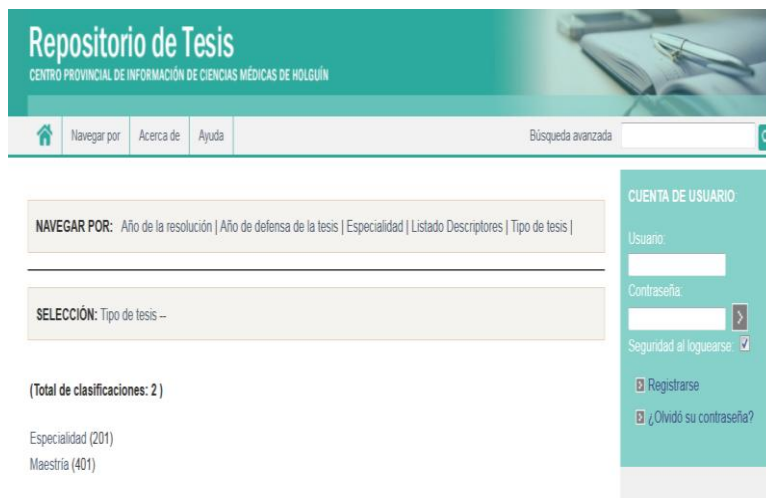 Repositorio de Tesis
CENTRO PROVINCIAL DE INFORMACIÓN DE CIENCIAS MÉDICAS DE HOLGUÍN
Navegar por Acerca de Ayuda Búsqueda avanzada
NAVEGAR POR: Año de la resolución | Año de defensa de la tesis | Especialidad | Listado Descriptores | Tipo de tesis |
SELECCIÓN: Tipo de tesis --
(Total de clasificaciones: 2 )
Especialidad (201)
Maestría (401)
CUENTA DE USUARIO:
Usuario:
Contraseña:
Seguridad al loguearse:
Registrarse
¿Olvidó su contraseña?